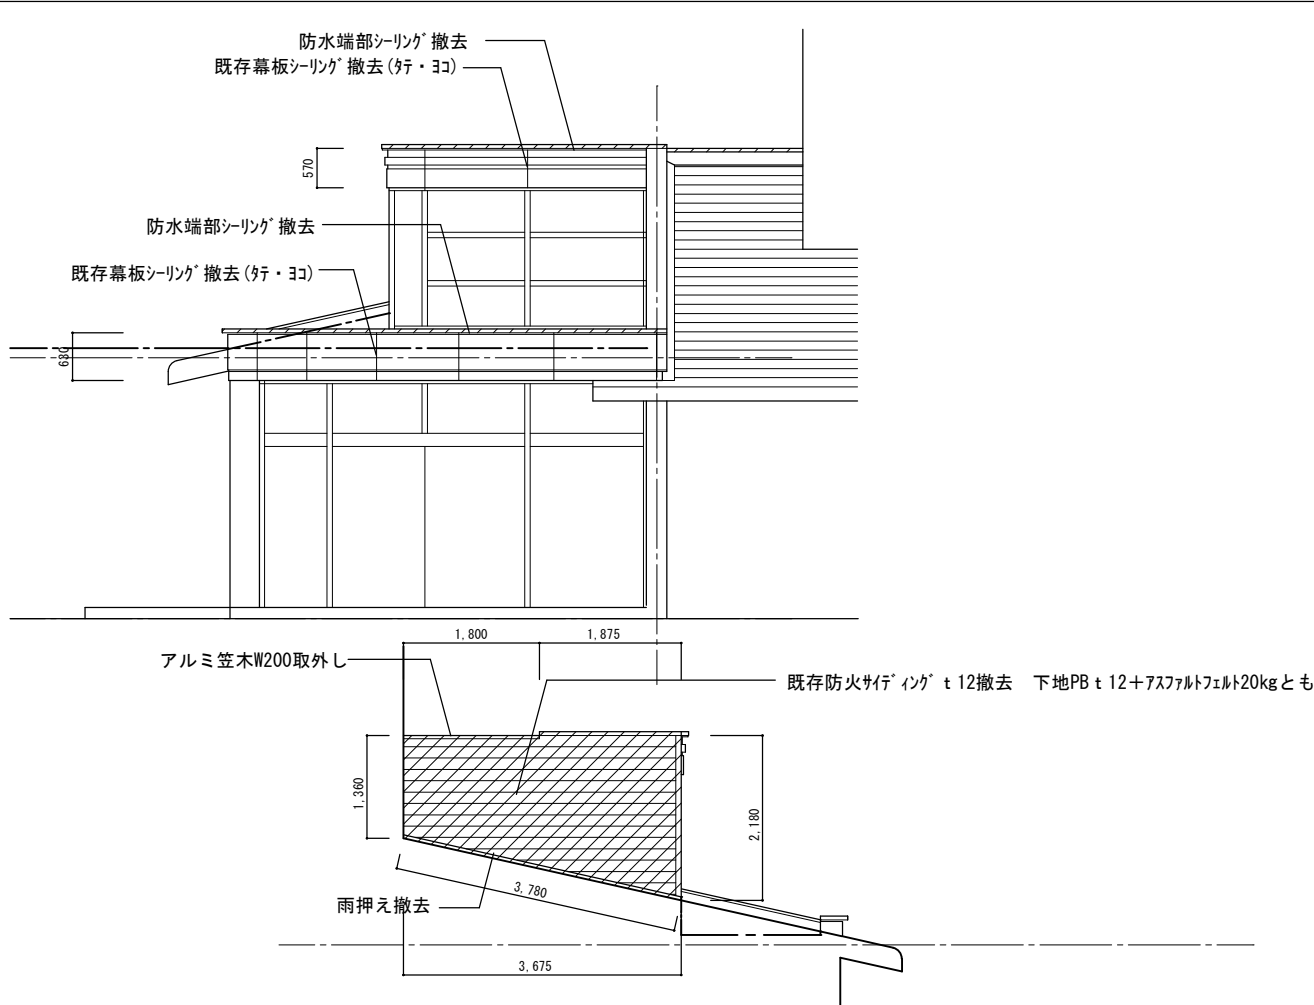 防水端部ｼｰﾘﾝｸﾞ撤去
既存幕板ｼｰﾘﾝｸﾞ撤去(ﾀﾃ・ﾖｺ)
570
防水端部ｼｰﾘﾝｸﾞ撤去
既存幕板ｼｰﾘﾝｸﾞ撤去(ﾀﾃ・ﾖｺ)
630
1,800
1,875
アルミ笠木W200取外し
既存防火ｻｲﾃﾞｨﾝｸﾞｔ12撤去　下地PBｔ12＋ｱｽﾌｧﾙﾄﾌｪﾙﾄ20kgとも
1,360
2,180
3,780
雨押え撤去
3,675